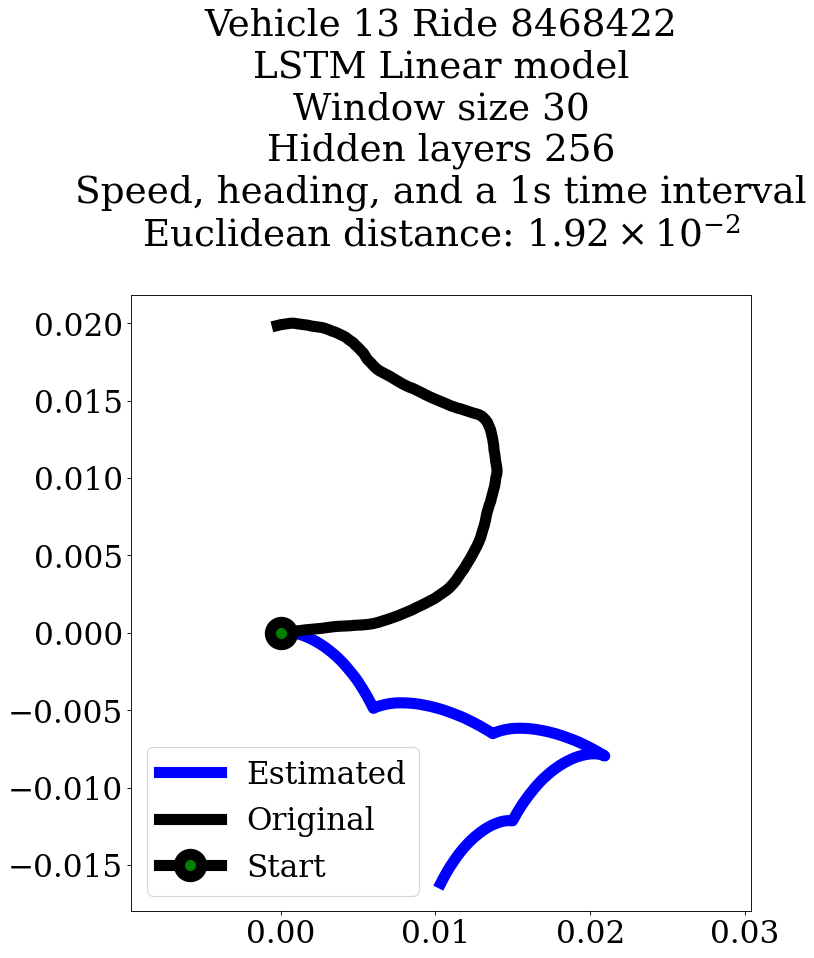 Vehicle 13 Ride 8468422
LSTM Linear model
Window size 30
Hidden layers 256
Speed, heading, and a 1s time interval
Euclidean distance: 1.92 × 10⁻²
0.020
0.015
0.010
0.005
0.000
−0.005
−0.010
−0.015
Estimated
Original
Start
0.00 0.01 0.02 0.03